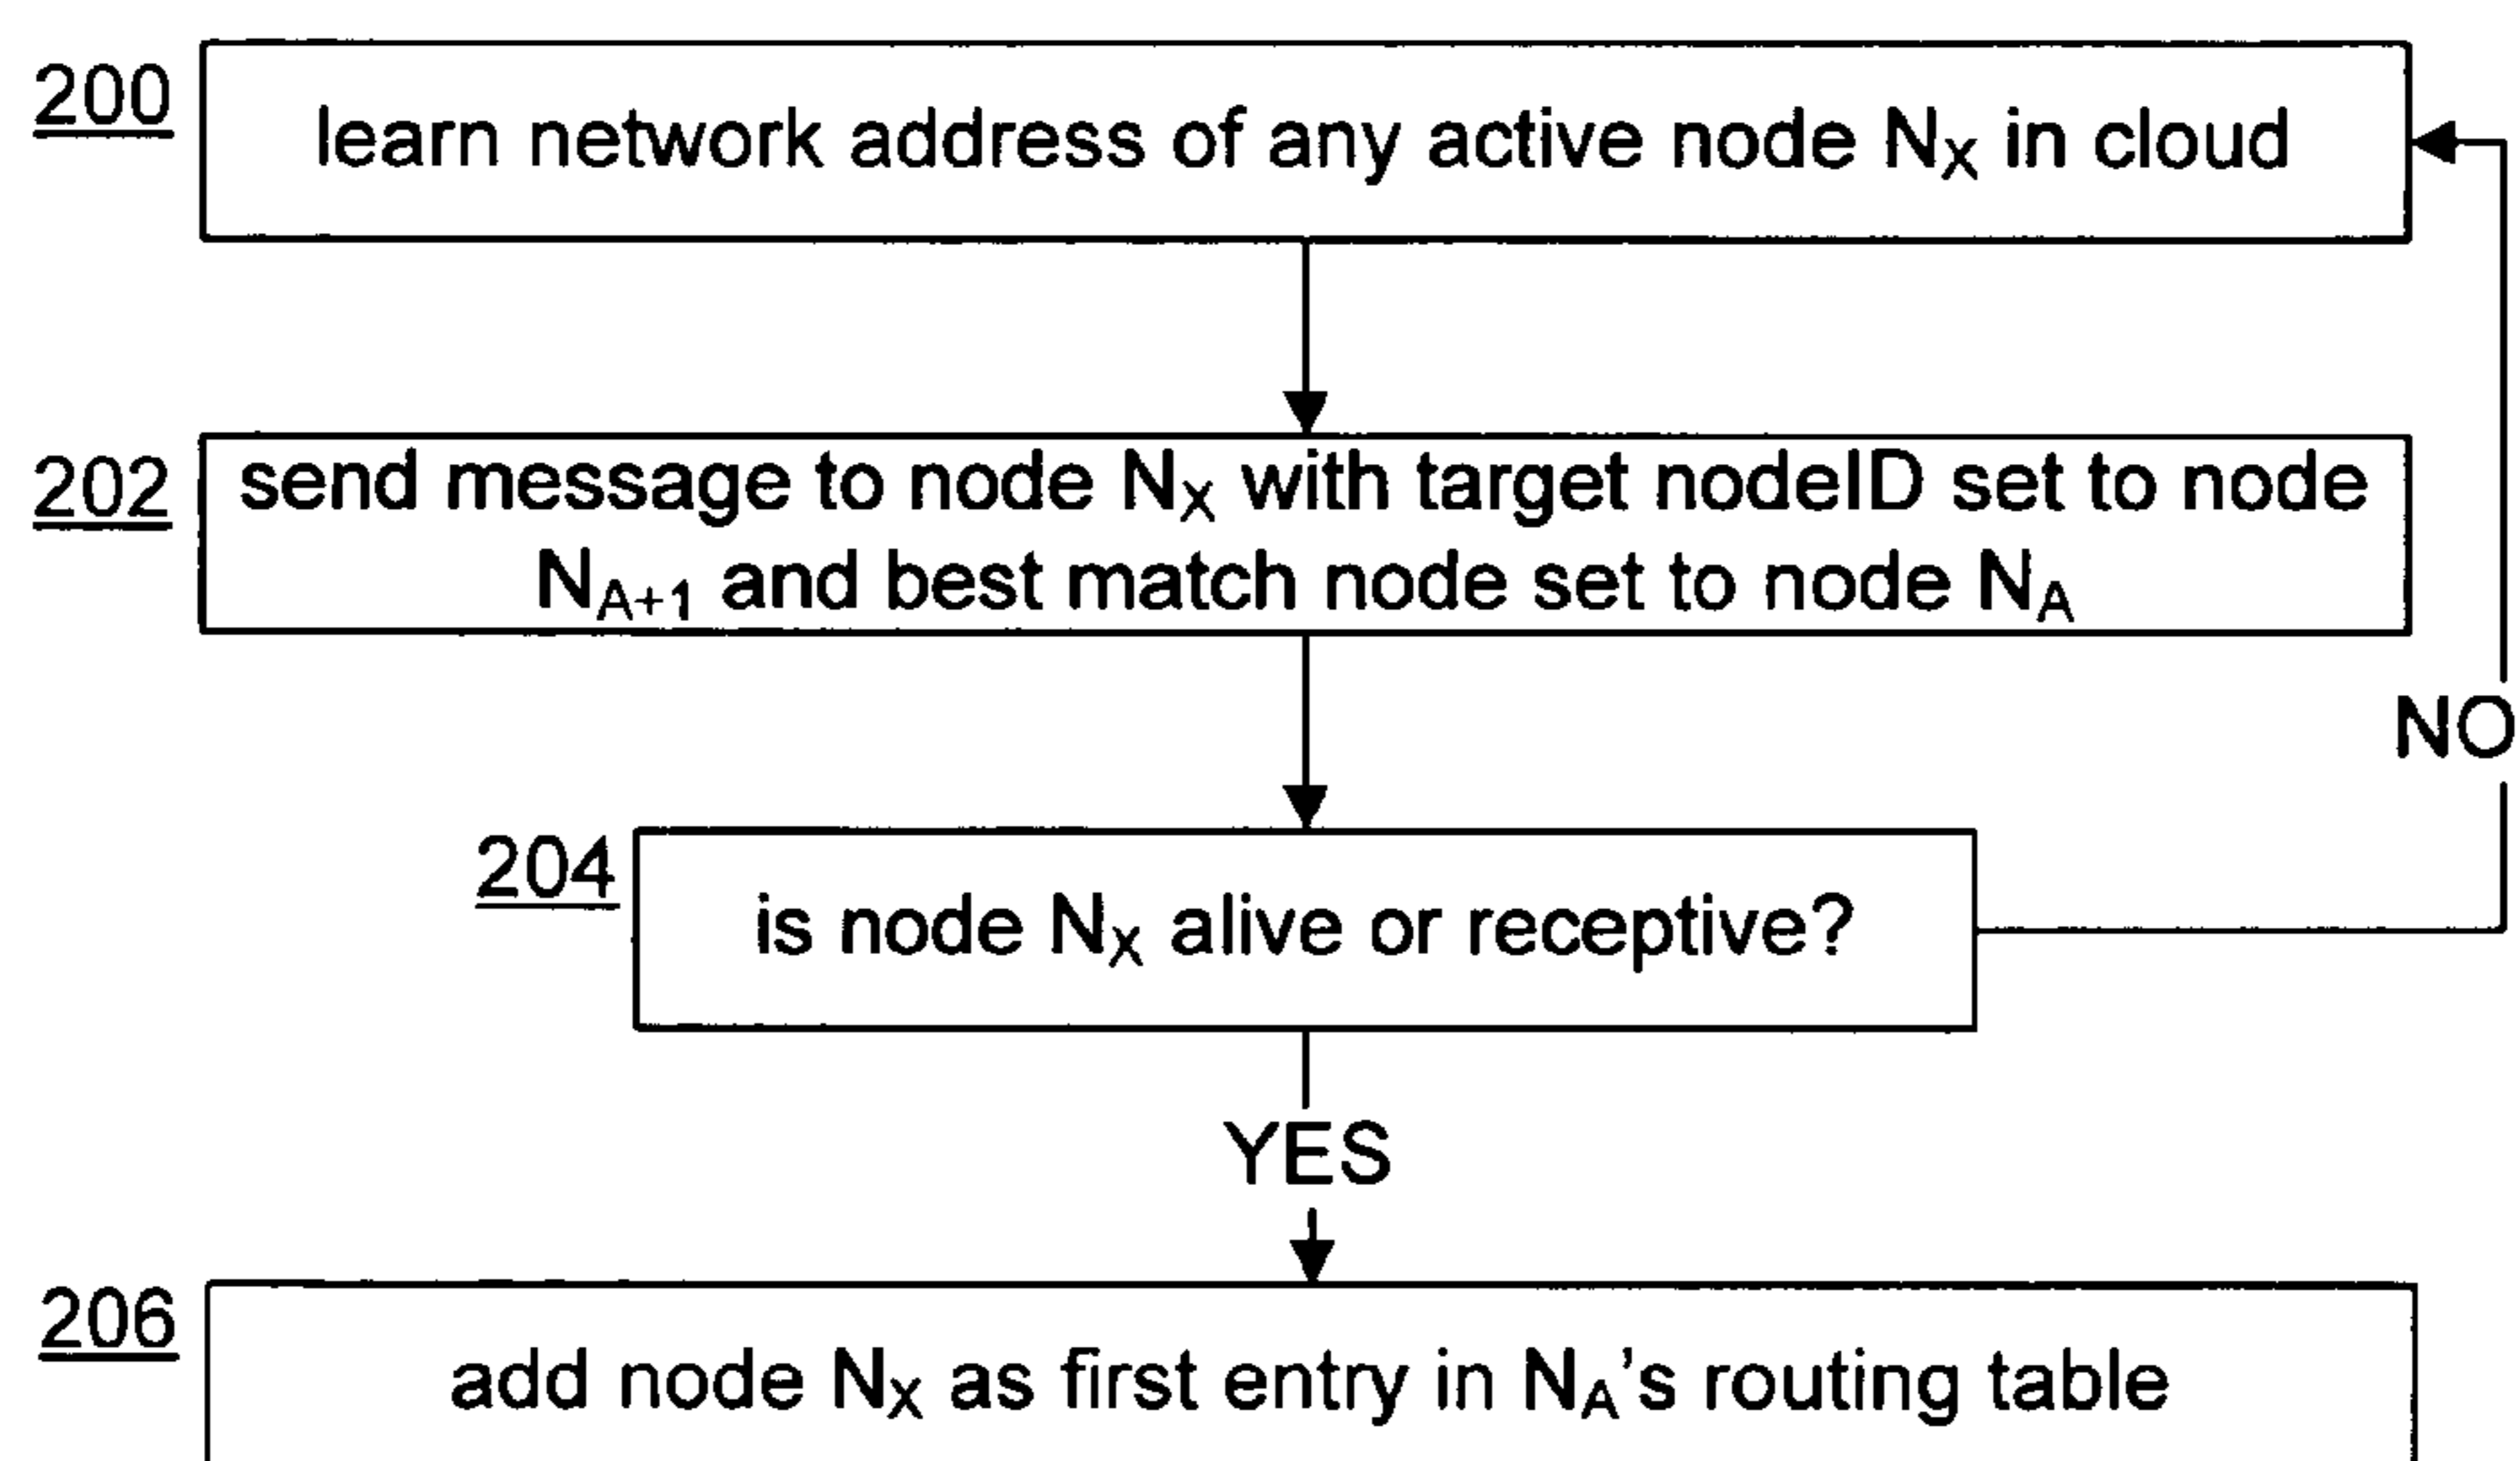 200
learn network address of any active node NX in cloud
202
send message to node NX with target nodeID set to node
NA+1 and best match node set to node NA
NO
204
is node NX alive or receptive?
YES
206
add node NX as first entry in NA's routing table